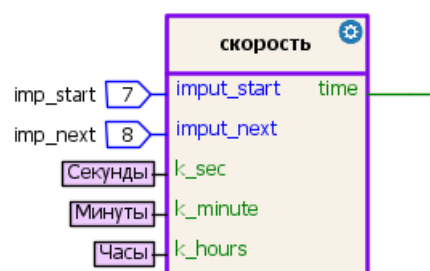 скорость
imp_start 7 imput_start time
imp_next 8 imput_next
Секунды k_sec
Минуты k_minute
Часы k_hours